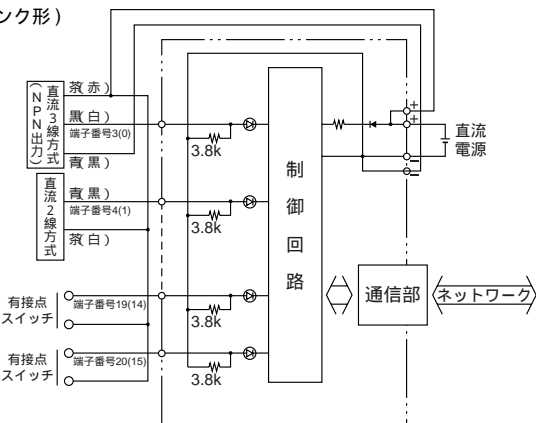 ンク形)
直流3線方式
(NPN出力)
茶(赤)
黒(白)
端子番号3(0)
青(黒)
3.8k
直流2線方式
青(黒)
端子番号4(1)
茶(白)
3.8k
有接点
スイッチ
端子番号19(14)
3.8k
有接点
スイッチ
端子番号20(15)
3.8k
制御回路
+
+
−
−
直流
電源
通信部
ネットワーク